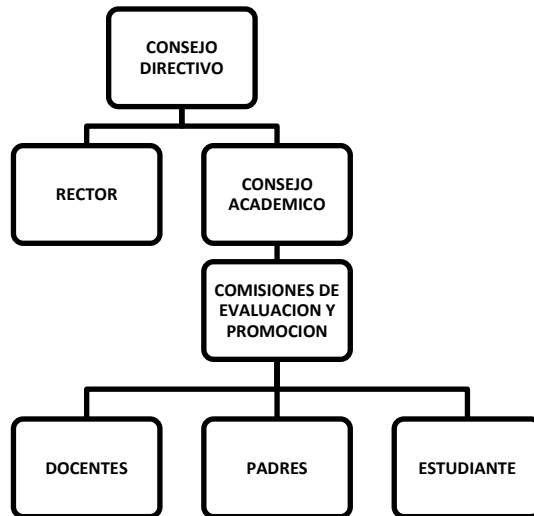 CONSEJO
DIRECTIVO
RECTOR
CONSEJO
ACADEMICO
COMISIONES DE
EVALUACION Y
PROMOCION
DOCENTES
PADRES
ESTUDIANTE